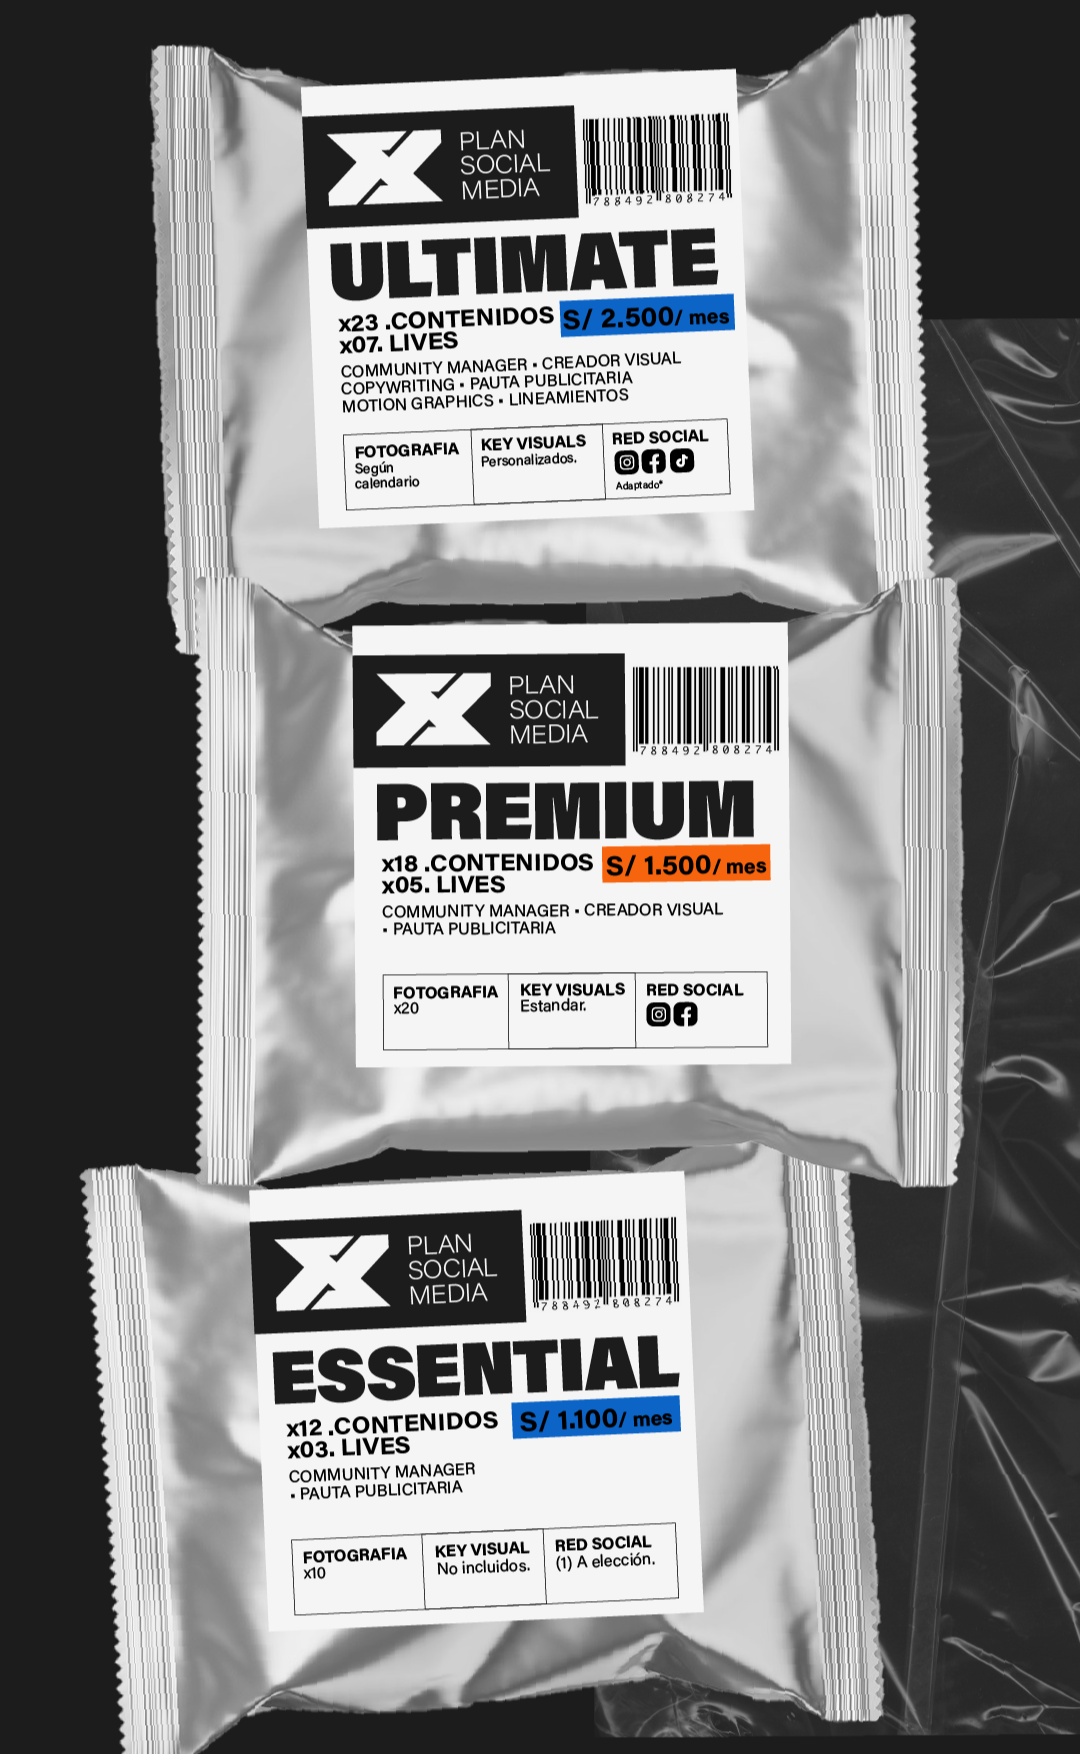 PLAN
SOCIAL
MEDIA
788492 808274
ULTIMATE
x23 .CONTENIDOS S/ 2.500/ mes
x07. LIVES
COMMUNITY MANAGER ▪ CREADOR VISUAL
COPYWRITING ▪ PAUTA PUBLICITARIA
MOTION GRAPHICS ▪ LINEAMIENTOS
FOTOGRAFIA
Según
calendario
KEY VISUALS
Personalizados.
RED SOCIAL
Adaptado*
PLAN
SOCIAL
MEDIA
788492 808274
PREMIUM
x18 .CONTENIDOS S/ 1.500/ mes
x05. LIVES
COMMUNITY MANAGER ▪ CREADOR VISUAL
▪ PAUTA PUBLICITARIA
FOTOGRAFIA
x20
KEY VISUALS
Estandar.
RED SOCIAL
PLAN
SOCIAL
MEDIA
788492 808274
ESSENTIAL
x12 .CONTENIDOS S/ 1.100/ mes
x03. LIVES
COMMUNITY MANAGER
▪ PAUTA PUBLICITARIA
FOTOGRAFIA
x10
KEY VISUAL
No incluidos.
RED SOCIAL
(1) A elección.